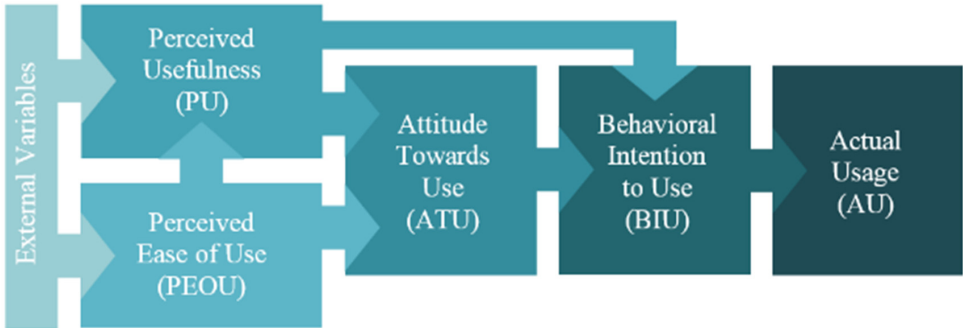 External Variables
Perceived
Usefulness
(PU)
Perceived
Ease of Use
(PEOU)
Attitude
Towards
Use
(ATU)
Behavioral
Intention
to Use
(BIU)
Actual
Usage
(AU)